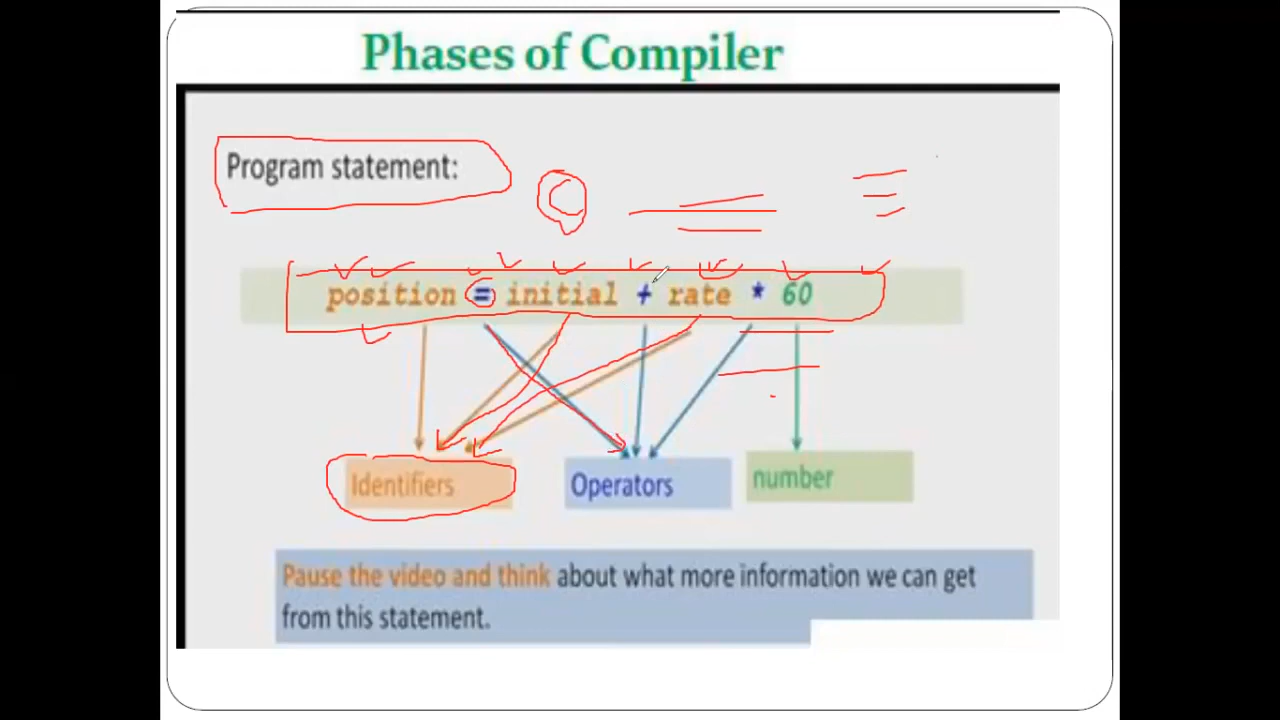 Phases of Compiler
Program statement:
position = initial + rate * 60
Identifiers Operators number
Pause the video and think about what more information we can get
from this statement.